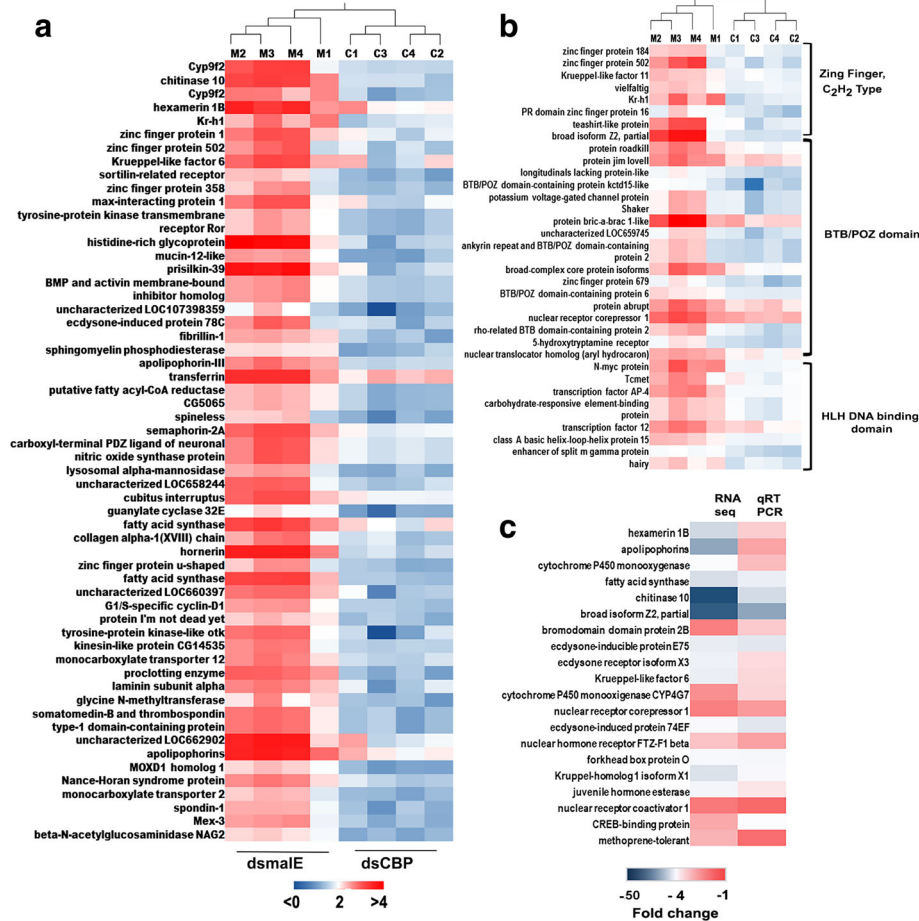 a
M2 M3 M4 M1 C1 C3 C4 C2
Cyp9f2
chitinase 10
Cyp9f2
hexamerin 1B
Kr-h1
zinc finger protein 1
zinc finger protein 502
Krueppel-like factor 6
sortilin-related receptor
zinc finger protein 358
max-interacting protein 1
tyrosine-protein kinase transmembrane
receptor Ror
histidine-rich glycoprotein
mucin-12-like
prisilkin-39
BMP and activin membrane-bound
inhibitor homolog
uncharacterized LOC107398359
ecdysone-induced protein 78C
fibrillin-1
sphingomyelin phosphodiesterase
apolipophorin-III
transferrin
putative fatty acyl-CoA reductase
CG5065
spineless
semaphorin-2A
carboxyl-terminal PDZ ligand of neuronal
nitric oxide synthase protein
lysosomal alpha-mannosidase
uncharacterized LOC658244
cubitus interruptus
guanylate cyclase 32E
fatty acid synthase
collagen alpha-1(XVIII) chain
hornerin
zinc finger protein u-shaped
fatty acid synthase
uncharacterized LOC660397
G1/S-specific cyclin-D1
protein I'm not dead yet
tyrosine-protein kinase-like otk
kinesin-like protein CG14535
monocarboxylate transporter 12
proclotting enzyme
laminin subunit alpha
glycine N-methyltransferase
somatomedin-B and thrombospondin
type-1 domain-containing protein
uncharacterized LOC662902
apolipophorins
MOXD1 homolog 1
Nance-Horan syndrome protein
monocarboxylate transporter 2
spondin-1
Mex-3
beta-N-acetylglucosaminidase NAG2
dsmalE dsCBP
<0 2 >4
b
M2 M3 M4 M1 C1 C3 C4 C2
zinc finger protein 184
zinc finger protein 502
Krueppel-like factor 11
vielfaltig
Kr-h1
PR domain zinc finger protein 16
teashirt-like protein
broad isoform Z2, partial
protein roadkill
protein jim lovell
longitudinals lacking protein-like
BTB/POZ domain-containing protein kctd15-like
potassium voltage-gated channel protein
Shaker
protein bric-a-brac 1-like
uncharacterized LOC659745
ankyrin repeat and BTB/POZ domain-containing
protein 2
broad-complex core protein isoforms
zinc finger protein 679
BTB/POZ domain-containing protein 6
protein abrupt
nuclear receptor corepressor 1
rho-related BTB domain-containing protein 2
5-hydroxytryptamine receptor
nuclear translocator homolog (aryl hydrocaron)
N-myc protein
Tcmet
transcription factor AP-4
carbohydrate-responsive element-binding
protein
transcription factor 12
class A basic helix-loop-helix protein 15
enhancer of split m gamma protein
hairy
Zing Finger,
C2H2 Type
BTB/POZ domain
HLH DNA binding
domain
c
RNA seq qRT PCR
hexamerin 1B
apolipophorins
cytochrome P450 monooxygenase
fatty acid synthase
chitinase 10
broad isoform Z2, partial
bromodomain domain protein 2B
ecdysone-inducible protein E75
ecdysone receptor isoform X3
Krueppel-like factor 6
cytochrome P450 monooxigenase CYP4G7
nuclear receptor corepressor 1
ecdysone-induced protein 74EF
nuclear hormone receptor FTZ-F1 beta
forkhead box protein O
Kruppel-homolog 1 isoform X1
juvenile hormone esterase
nuclear receptor coactivator 1
CREB-binding protein
methoprene-tolerant
-50 - 4 -1
Fold change